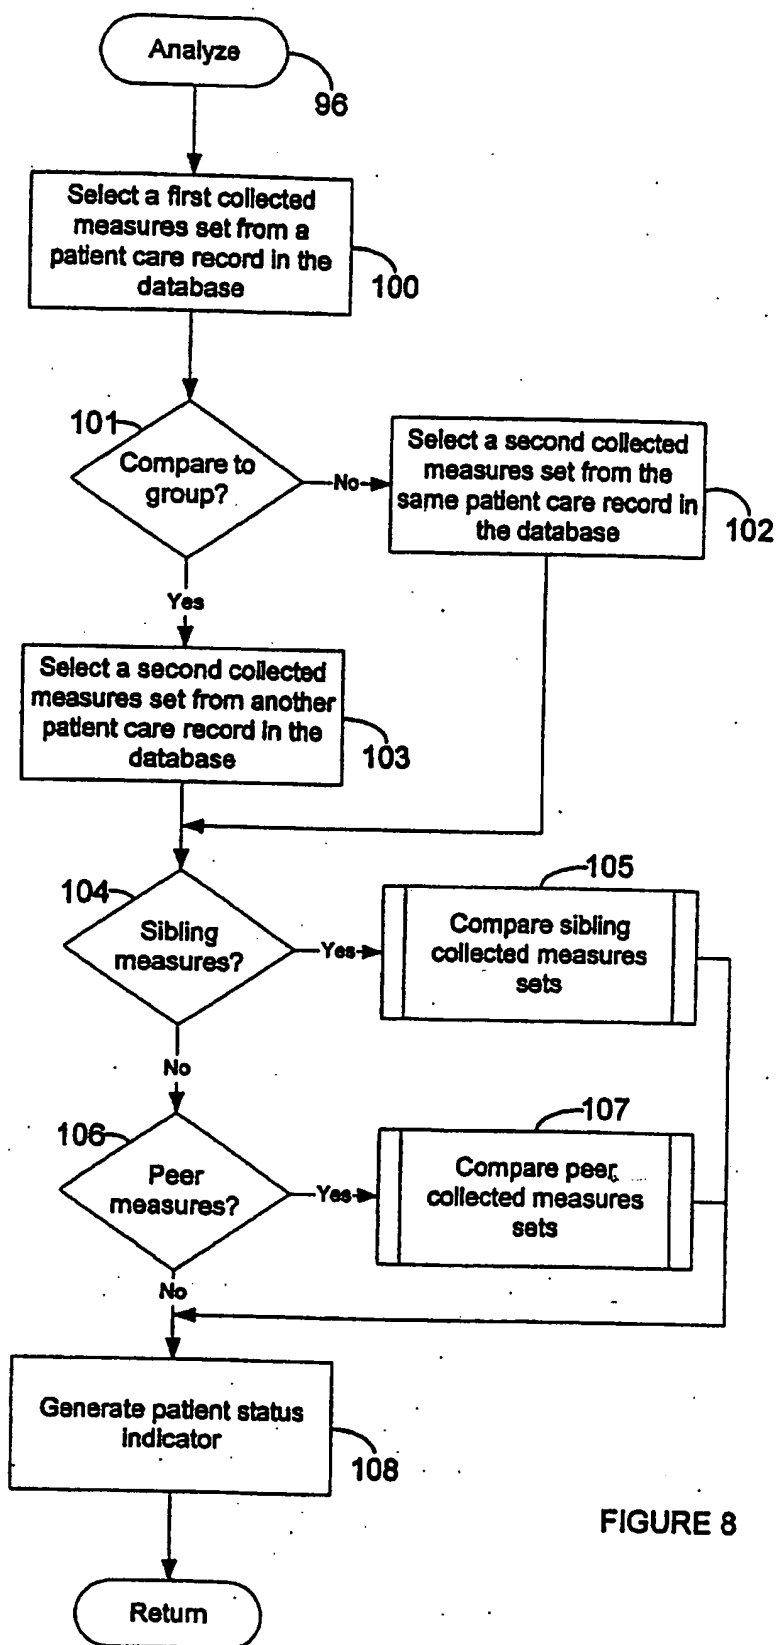 Analyze
96
Select a first collected
measures set from a
patient care record in the
database
100
101
Compare to
group?
No
Select a second collected
measures set from the
same patient care record in
the database
102
Yes
Select a second collected
measures set from another
patient care record in the
database
103
104
Sibling
measures?
Yes
105
Compare sibling
collected measures
sets
No
106
Peer
measures?
Yes
107
Compare peer
collected measures
sets
No
Generate patient status
indicator
108
FIGURE 8
Return